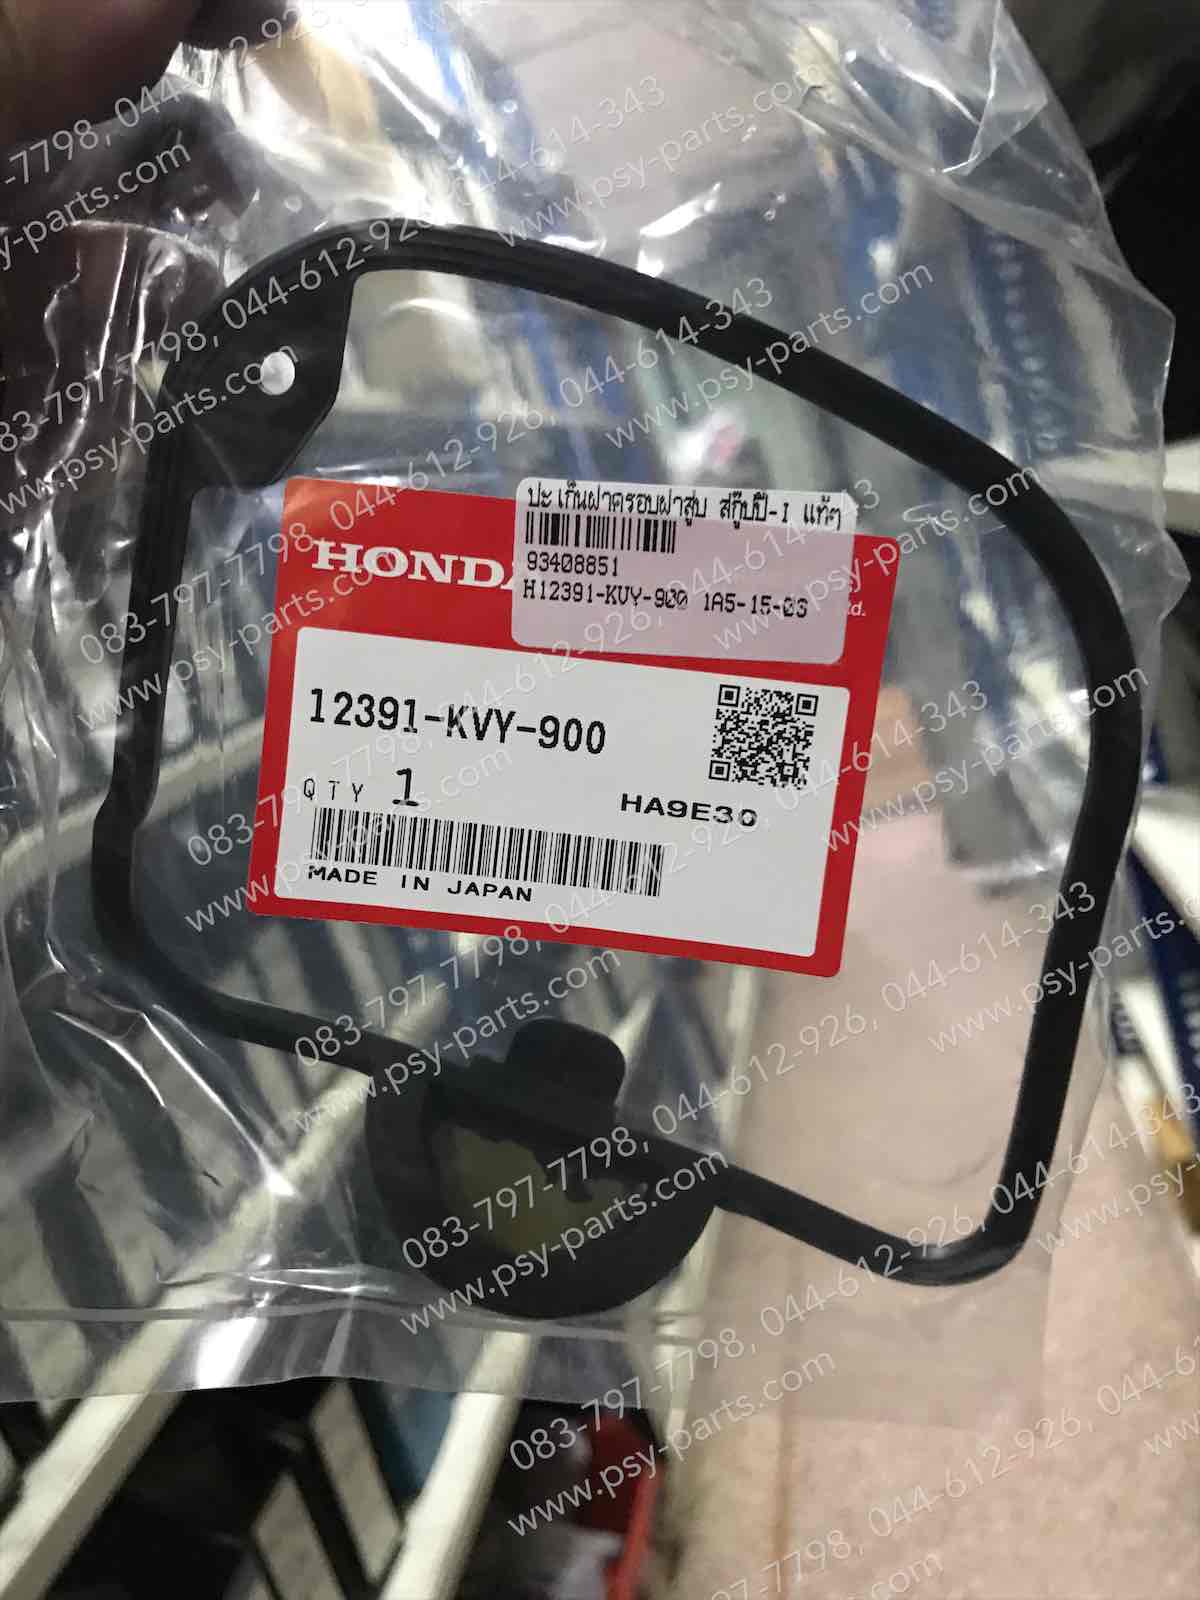 ปะเก็นฝาครอบฝาสูบ สกู๊ปปี้-I แท้ๆ
93408851
H12391-KVY-900 1A5-15-03
HONDA
Ltd.
12391-KVY-900
QTY 1
HA9E30
MADE IN JAPAN
083-797-7798, 044-612-926, 044-614-343
www.psy-parts.com